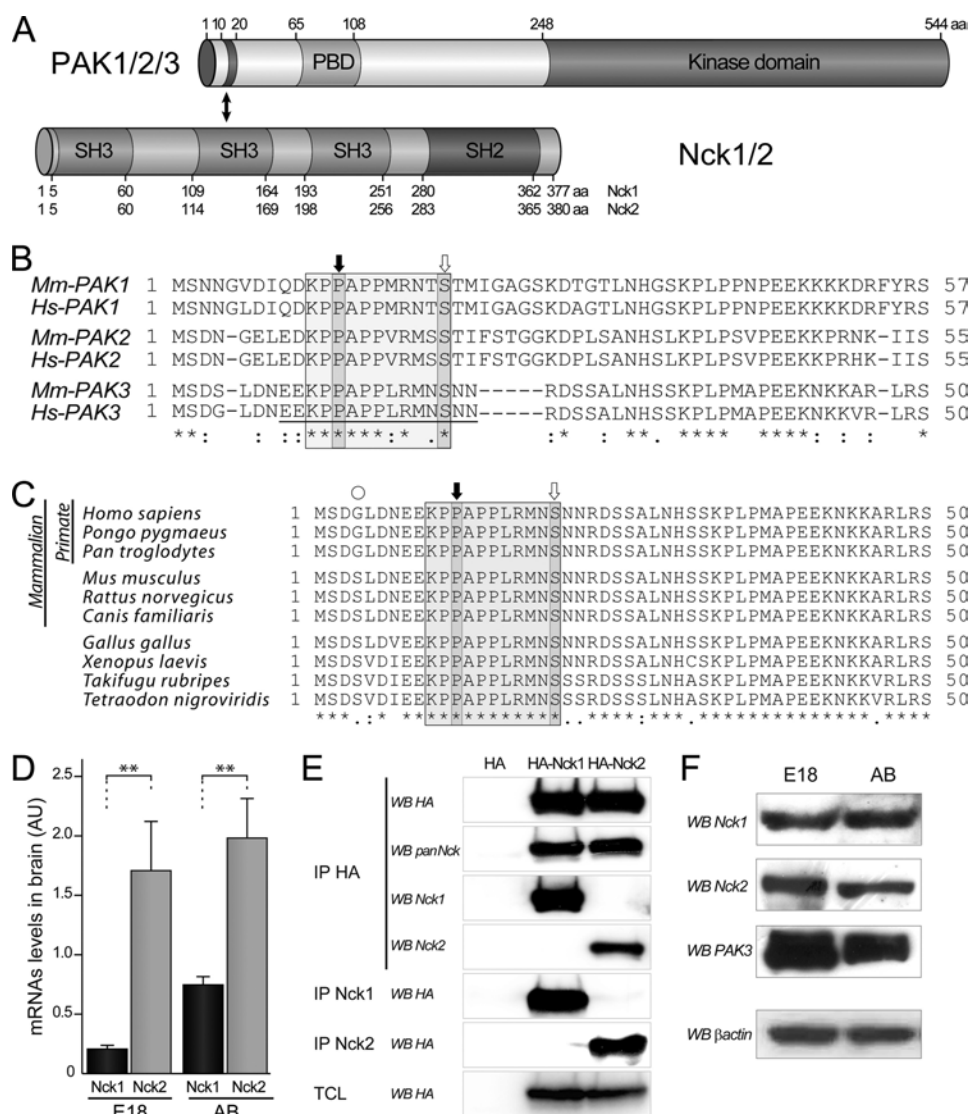 A
1 10 20 65 108 248 544 aa
PAK1/2/3
PBD
Kinase domain
SH3 SH3 SH3 SH2
Nck1/2
1 5 60 109 164 193 251 280 362 377 aa Nck1
1 5 60 114 169 198 256 283 365 380 aa Nck2
B
Mm-PAK1 1 MSNNGVDIQDKPPAPPMRNTSTMIGAGSKDTGTLNHGSKPLPPNPEEKKKKDRFYRS 57
Hs-PAK1 1 MSNNGLDIQDKPPAPPMRNTSTMIGAGSKDTGTLNHGSKPLPPNPEEKKKKDRFYRS 57
Mm-PAK2 1 MSDN-GELEDKPPAPPVRMSSTIFSTGGKDPLSANHSLKPLPSVPEEKKPRNK-IIS 55
Hs-PAK2 1 MSDN-GELEDKPPAPPVRMSSTIFSTGGKDPLSANHSLKPLPSVPEEKKPRHK-IIS 55
Mm-PAK3 1 MSDS-LDNEEKPPAPPLRMNSNN-----RDSSALNHSSKPLPMAPEEKNKKAR-LRS 50
Hs-PAK3 1 MSDG-LDNEEKPPAPPLRMNSNN-----RDSSALNHSSKPLPMAPEEKNKKVR-LRS 50
**: : :****** * .* :* ** **** *** : : *
C
Mammalian
Primate
Homo sapiens 1 MSDGLDNEEKPPAPPLRMNSNNRDSSALNHSSKPLPMAPEEKNKKARLRS 50
Pongo pygmaeus 1 MSDGLDNEEKPPAPPLRMNSNNRDSSALNHSSKPLPMAPEEKNKKARLRS 50
Pan troglodytes 1 MSDGLDNEEKPPAPPLRMNSNNRDSSALNHSSKPLPMAPEEKNKKARLRS 50
Mus musculus 1 MSDSLDNEEKPPAPPLRMNSNNRDSSALNHSSKPLPMAPEEKNKKARLRS 50
Rattus norvegicus 1 MSDSLDNEEKPPAPPLRMNSNNRDSSALNHSSKPLPMAPEEKNKKARLRS 50
Canis familiaris 1 MSDSLDNEEKPPAPPLRMNSNNRDSSALNHSSKPLPMAPEEKNKKARLRS 50
Gallus gallus 1 MSDSLDVEEKPPAPPLRMNSNNRDSSALNHSSKPLPMAPEEKNKKARLRS 50
Xenopus laevis 1 MSDSVDIEEKPPAPPLRMNSNNRDSSALNHCSKPLPMAPEEKNKKARLRS 50
Takifugu rubripes 1 MSDSVDIEEKPPAPPLRMNSSSRDSSALNHASKPLPMAPEEKNKKVRLRS 50
Tetraodon nigroviridis 1 MSDSVDIEEKPPAPPLRMNSSSRDSSALNHASKPLPMAPEEKNKKVRLRS 50
***.:* *************..********.**************.****
D
mRNAs levels in brain (AU)
2.5
2.0
1.5
1.0
0.5
0
** **
Nck1 Nck2 Nck1 Nck2
E18 AB
E
HA HA-Nck1 HA-Nck2
IP HA
WB HA
WB panNck
WB Nck1
WB Nck2
IP Nck1 WB HA
IP Nck2 WB HA
TCL WB HA
F
E18 AB
WB Nck1
WB Nck2
WB PAK3
WB βactin